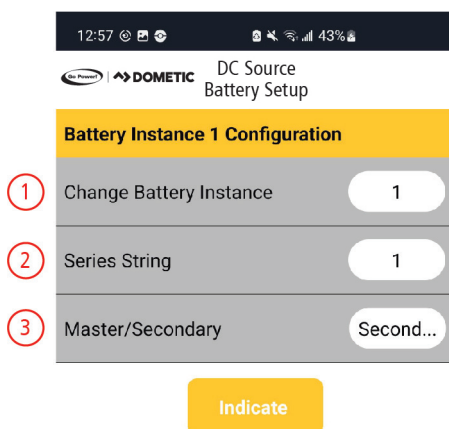 12:57 43%
Go Power! DOMETIC DC Source
Battery Setup
Battery Instance 1 Configuration
1 Change Battery Instance 1
2 Series String 1
3 Master/Secondary Second...
Indicate